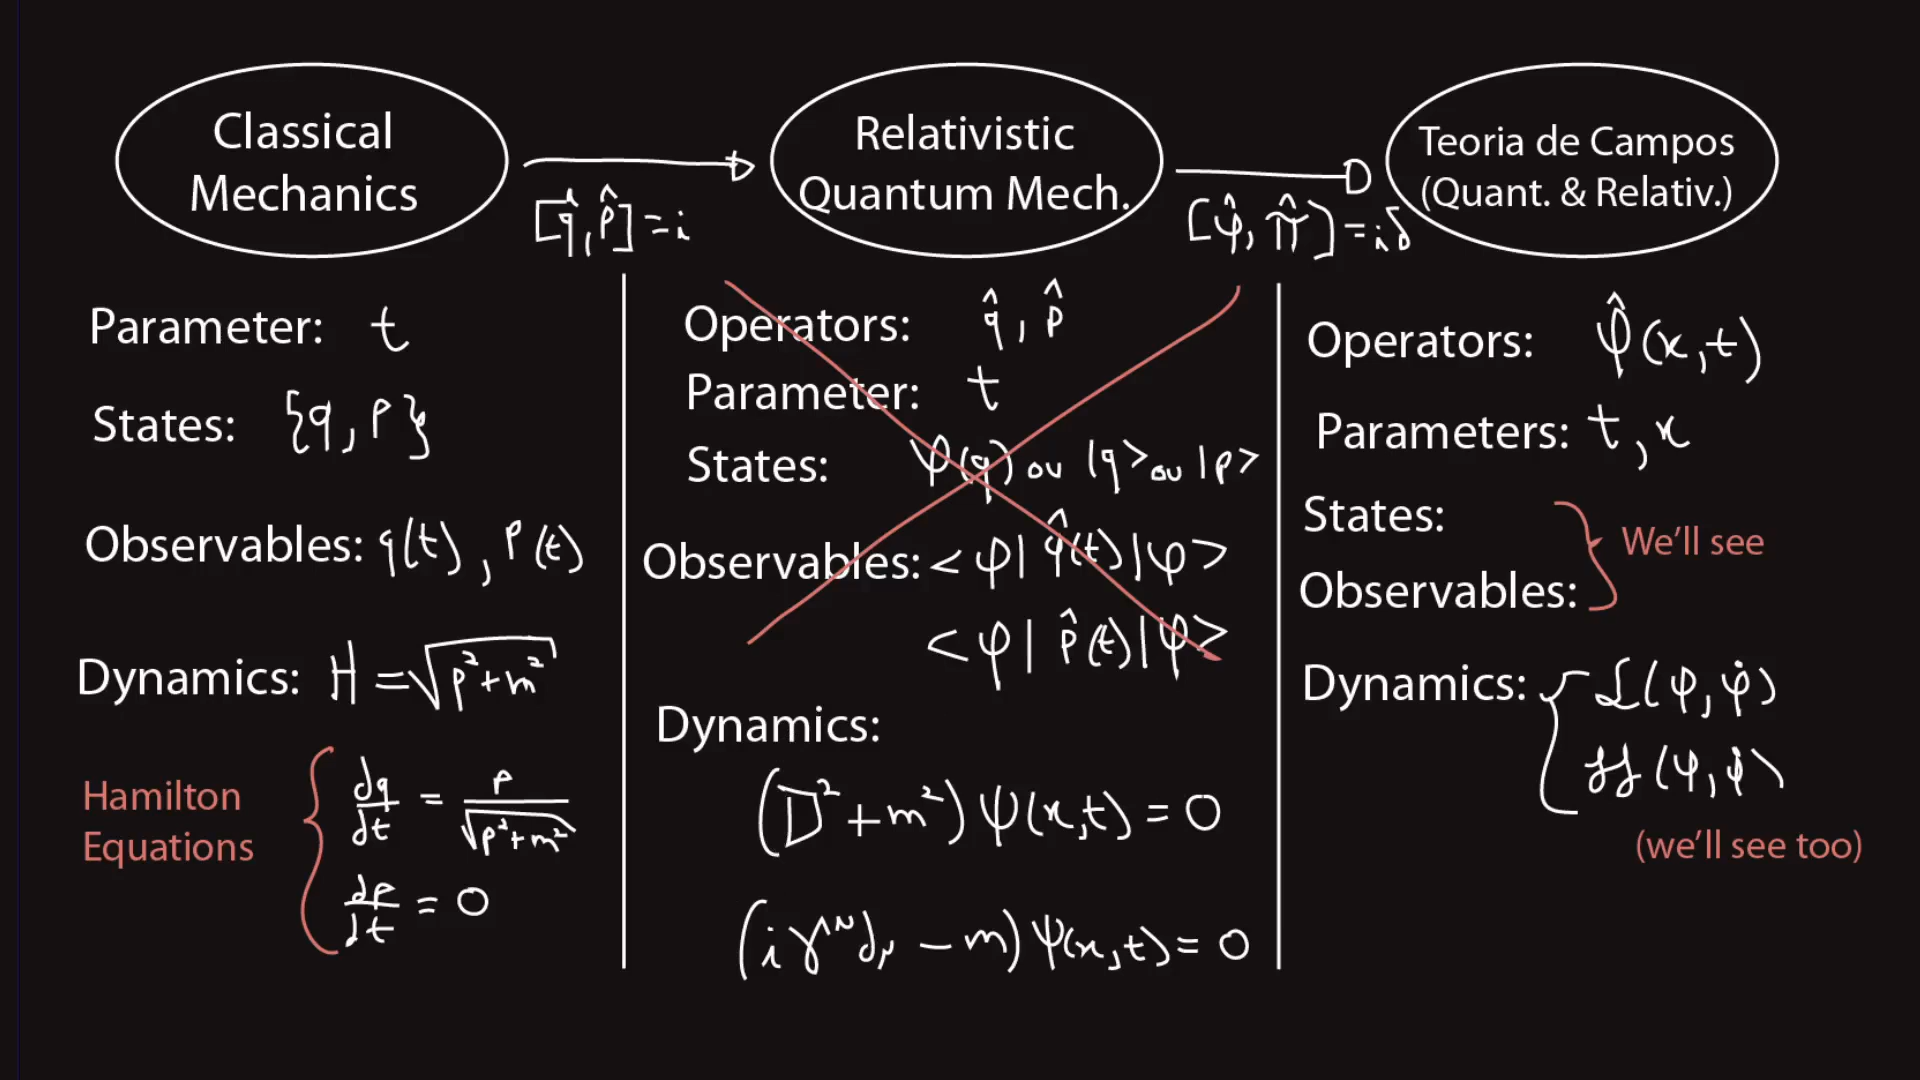 Classical
Mechanics
[q̂, p̂] = i
Relativistic
Quantum Mech.
[φ̂, π̂] = iδ
Teoria de Campos
(Quant. & Relativ.)
Parameter: t
States: {q, p}
Observables: q(t), p(t)
Dynamics: H = √(p² + m²)
Hamilton
Equations
dq/dt = p/√(p² + m²)
dp/dt = 0
Operators: q̂, p̂
Parameter: t
States: φ(q) ou |q> ou |p>
Observables: <φ| q̂(t) |φ>
<φ| p̂(t) |φ>
Dynamics:
(D² + m²) ψ(x,t) = 0
(iγ^μ ∂_μ − m) ψ(x,t) = 0
Operators: φ̂(x,t)
Parameters: t, x
States:
Observables:
We'll see
Dynamics: ℒ(φ, φ̇)
ℋ(φ, φ̇)
(we'll see too)